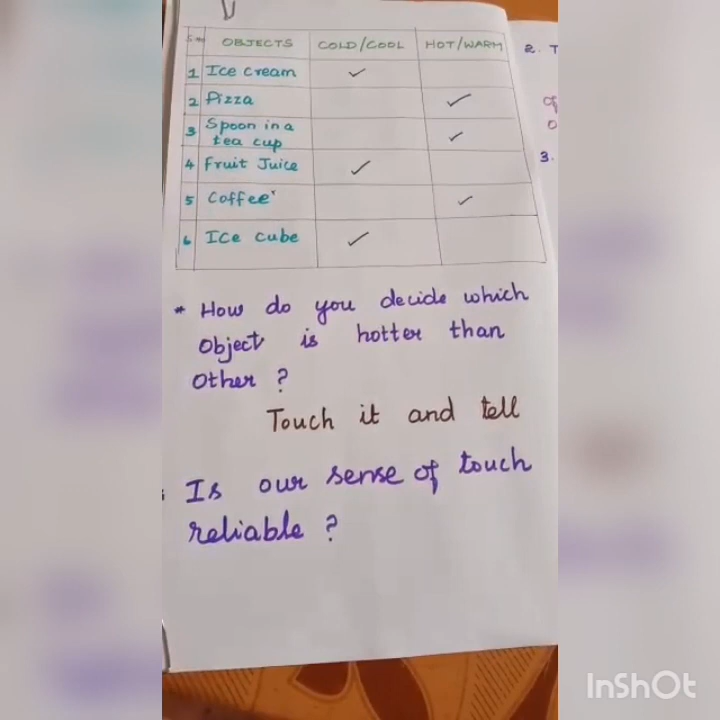 S.no OBJECTS COLD/COOL HOT/WARM
1 Ice cream ✓
2 Pizza ✓
3 Spoon in a
tea cup ✓
4 Fruit Juice ✓
5 Coffee ✓
6 Ice cube ✓
* How do you decide which
object is hotter than
other ?
Touch it and tell
Is our sense of touch
reliable ?
2. T
3.
InShOt